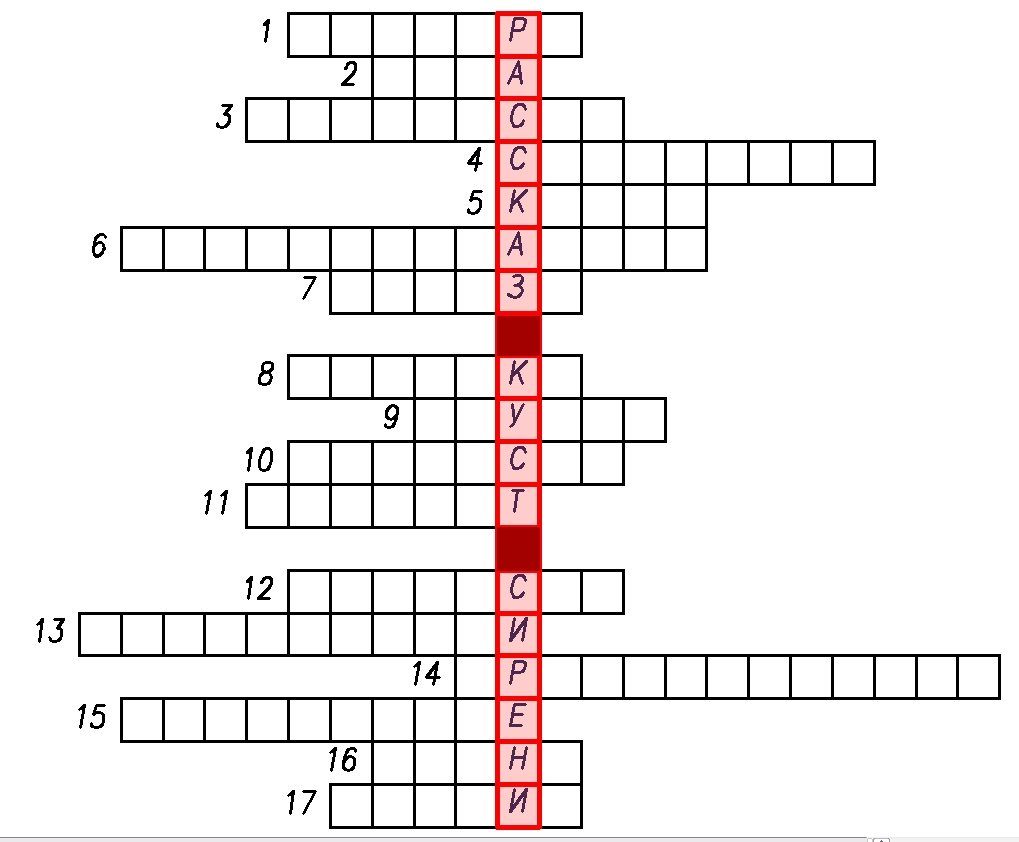 1 Р
2 А
3 С
4 С
5 К
6 А
7 З
8 К
9 У
10 С
11 Т
12 С
13 И
14 Р
15 Е
16 Н
17 И